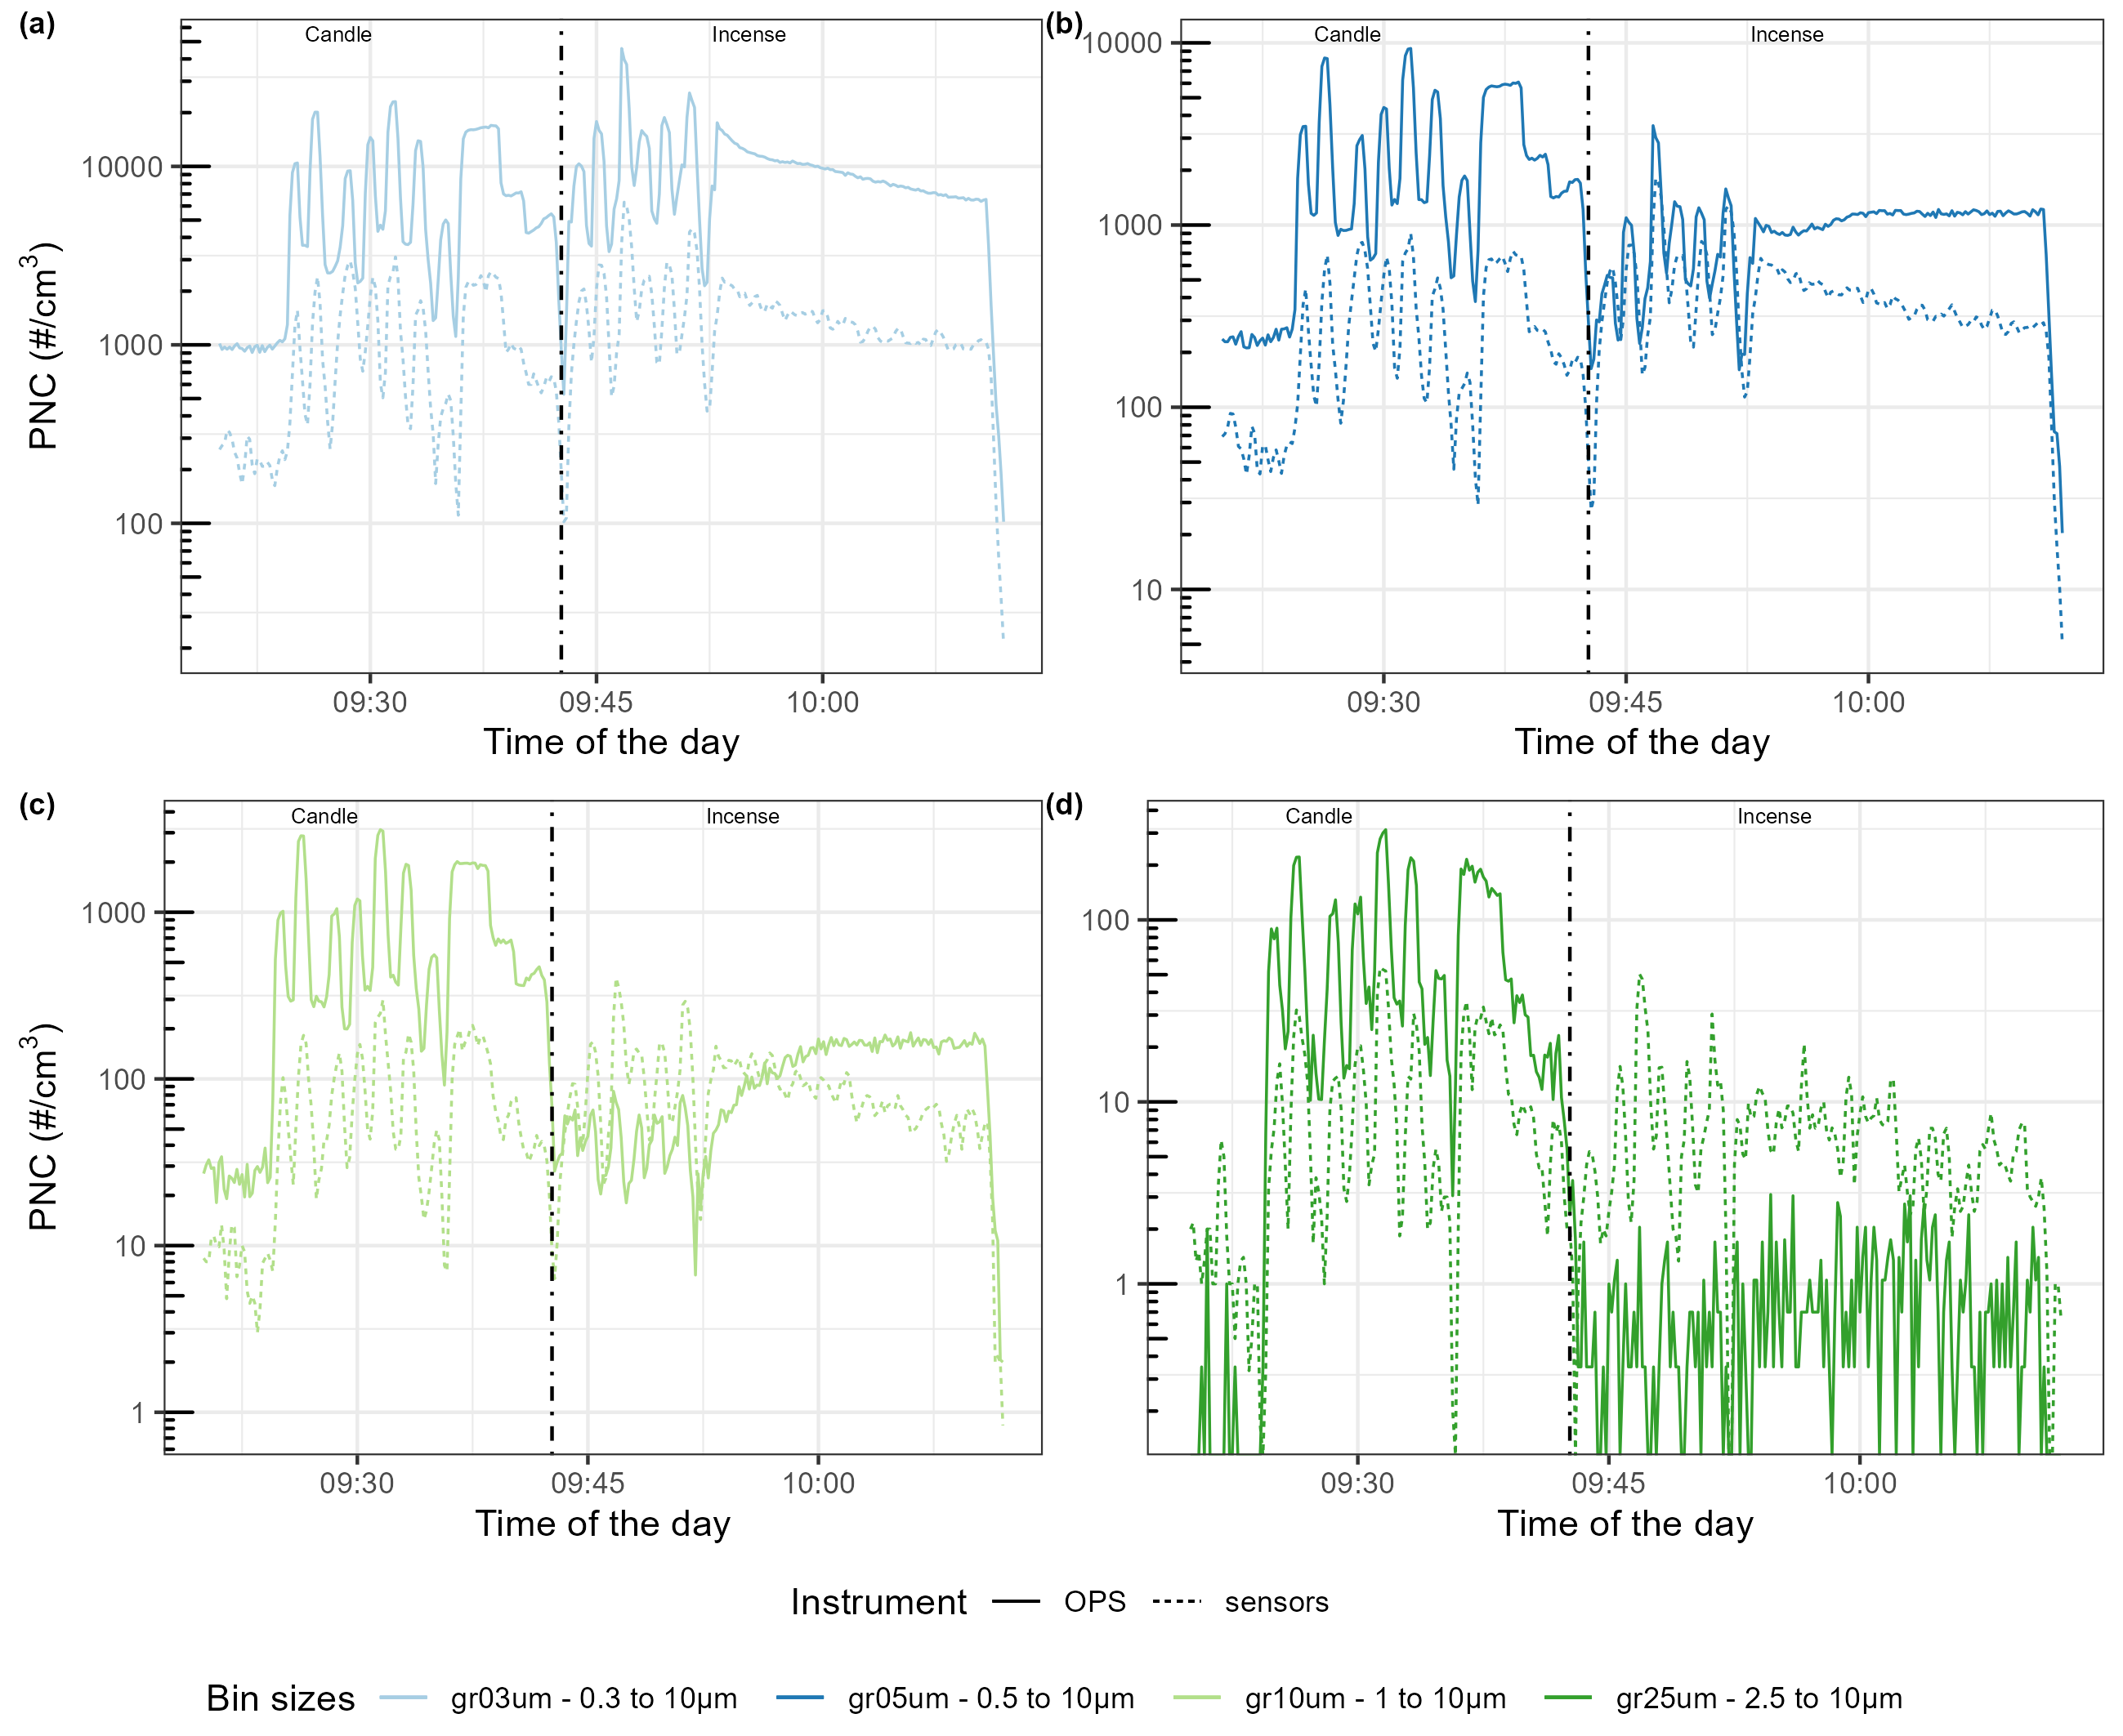 (a)
Candle
Incense
PNC (#/cm³)
10000
1000
100
09:30
09:45
10:00
Time of the day
(b)
Candle
Incense
10000
1000
100
10
09:30
09:45
10:00
Time of the day
(c)
Candle
Incense
PNC (#/cm³)
1000
100
10
1
09:30
09:45
10:00
Time of the day
(d)
Candle
Incense
100
10
1
09:30
09:45
10:00
Time of the day
Instrument OPS sensors
Bin sizes gr03um - 0.3 to 10µm gr05um - 0.5 to 10µm gr10um - 1 to 10µm gr25um - 2.5 to 10µm